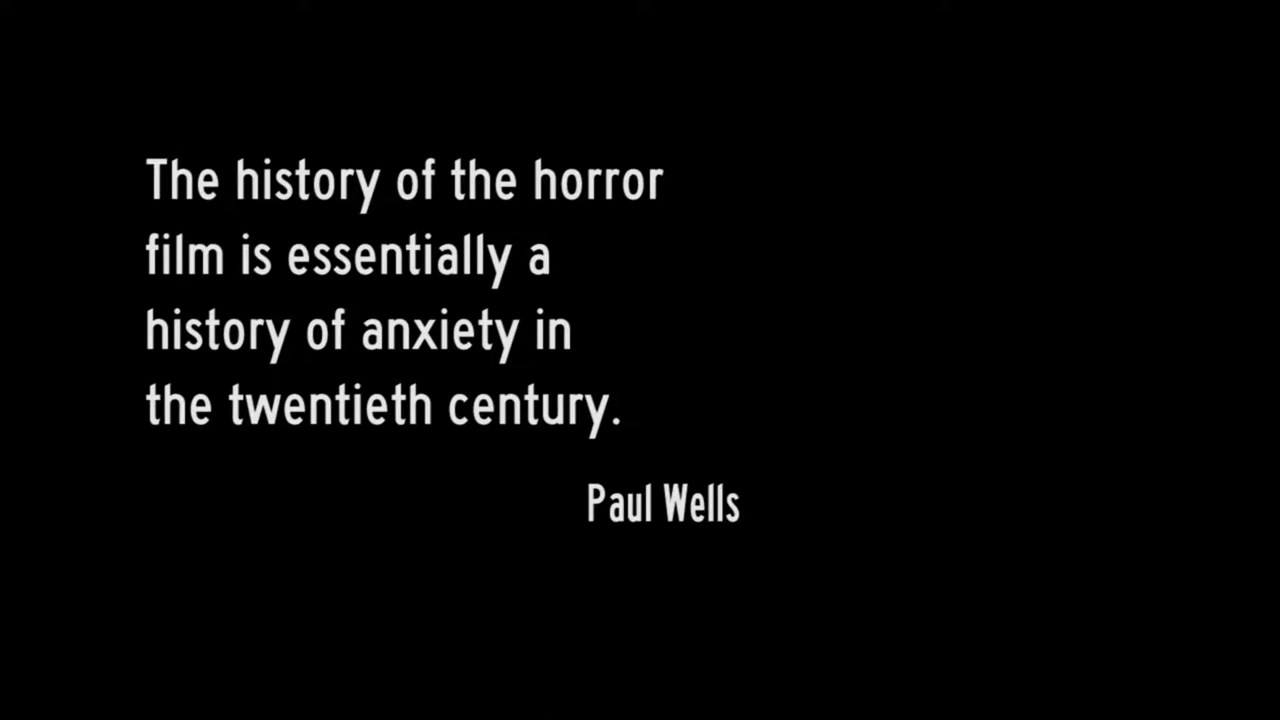 The history of the horror
film is essentially a
history of anxiety in
the twentieth century.
Paul Wells